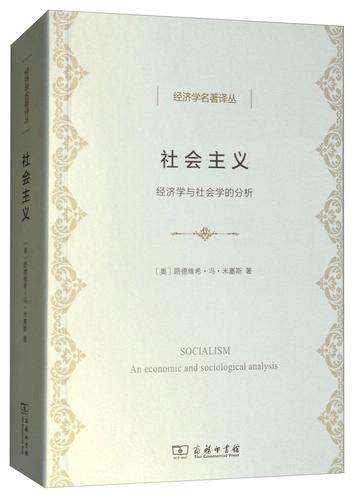 经济学名著译丛
社会主义
〔奥〕路德维希·冯·米塞斯 著
商务印书馆
经济学名著译丛
社会主义
经济学与社会学的分析
〔奥〕路德维希·冯·米塞斯 著
SOCIALISM
An economic and sociological analysis
商务印书馆
The Commercial Press